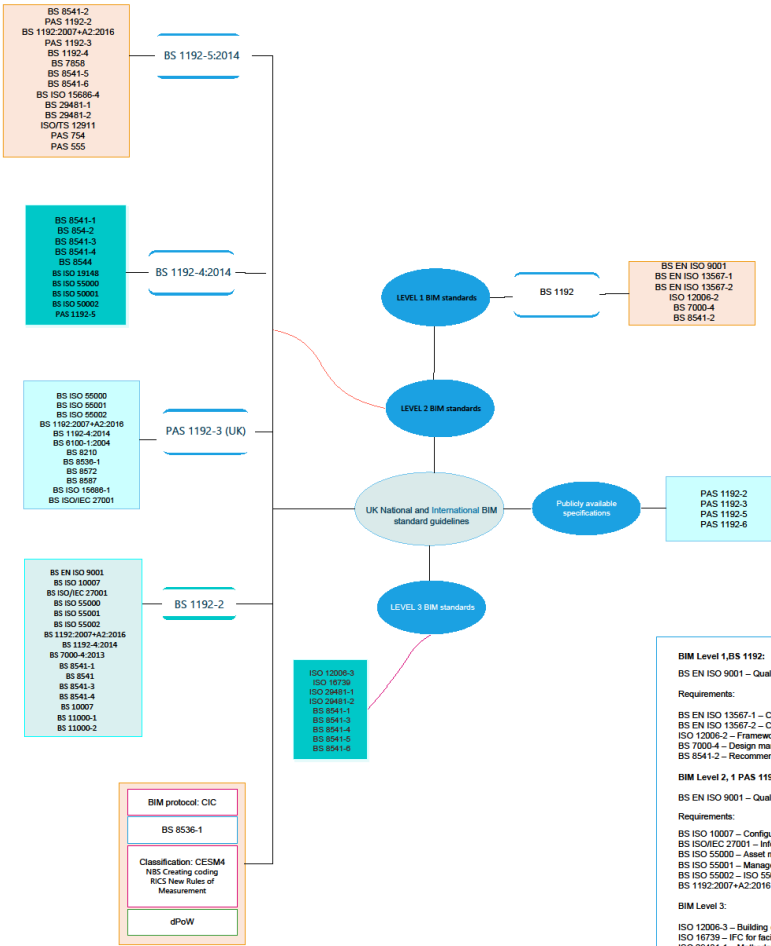 BS 8541-2
PAS 1192-2
BS 1192:2007+A2:2016
PAS 1192-3
BS 1192-4
BS 7858
BS 8541-5
BS 8541-6
BS ISO 15686-4
BS 29481-1
BS 29481-2
ISO/TS 12911
PAS 754
PAS 555
BS 1192-5:2014
BS 8541-1
BS 854-2
BS 8541-3
BS 8541-4
BS 8544
BS ISO 19148
BS ISO 55000
BS ISO 50001
BS ISO 50002
PAS 1192-5
BS 1192-4:2014
LEVEL 1 BIM standards
BS 1192
BS EN ISO 9001
BS EN ISO 13567-1
BS EN ISO 13567-2
ISO 12006-2
BS 7000-4
BS 8541-2
LEVEL 2 BIM standards
BS ISO 55000
BS ISO 55001
BS ISO 55002
BS 1192:2007+A2:2016
BS 1192-4:2014
BS 6100-1:2004
BS 8210
BS 8536-1
BS 8572
BS 8587
BS ISO 15686-1
BS ISO/IEC 27001
PAS 1192-3 (UK)
UK National and International BIM
standard guidelines
Publicly available
specifications
PAS 1192-2
PAS 1192-3
PAS 1192-5
PAS 1192-6
BS EN ISO 9001
BS ISO 10007
BS ISO/IEC 27001
BS ISO 55000
BS ISO 55001
BS ISO 55002
BS 1192:2007+A2:2016
BS 1192-4:2014
BS 7000-4:2013
BS 8541-1
BS 8541
BS 8541-3
BS 8541-4
BS 10007
BS 11000-1
BS 11000-2
BS 1192-2
LEVEL 3 BIM standards
ISO 12006-3
ISO 16739
ISO 29481-1
ISO 29481-2
BS 8541-1
BS 8541-3
BS 8541-4
BS 8541-5
BS 8541-6
BIM protocol: CIC
BS 8536-1
Classification: CESM4
NBS Creating coding
RICS New Rules of
Measurement
dPoW
BIM Level 1,BS 1192:
BS EN ISO 9001 – Qual
Requirements:
BS EN ISO 13567-1 – C
BS EN ISO 13567-2 – C
ISO 12006-2 – Framewo
BS 7000-4 – Design mar
BS 8541-2 – Recommer
BIM Level 2, 1 PAS 119
BS EN ISO 9001 – Qual
Requirements:
BS ISO 10007 – Configu
BS ISO/IEC 27001 – Info
BS ISO 55000 – Asset m
BS ISO 55001 – Manage
BS ISO 55002 – ISO 550
BS 1192:2007+A2:2016
BIM Level 3:
ISO 12006-3 – Building
ISO 16739 – IFC for faci